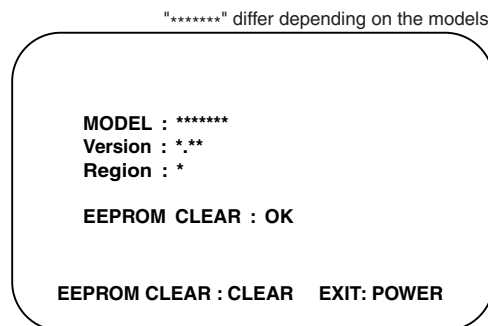 "*******" differ depending on the models
MODEL : *******
Version : *.**
Region : *
EEPROM CLEAR : OK
EEPROM CLEAR : CLEAR EXIT: POWER